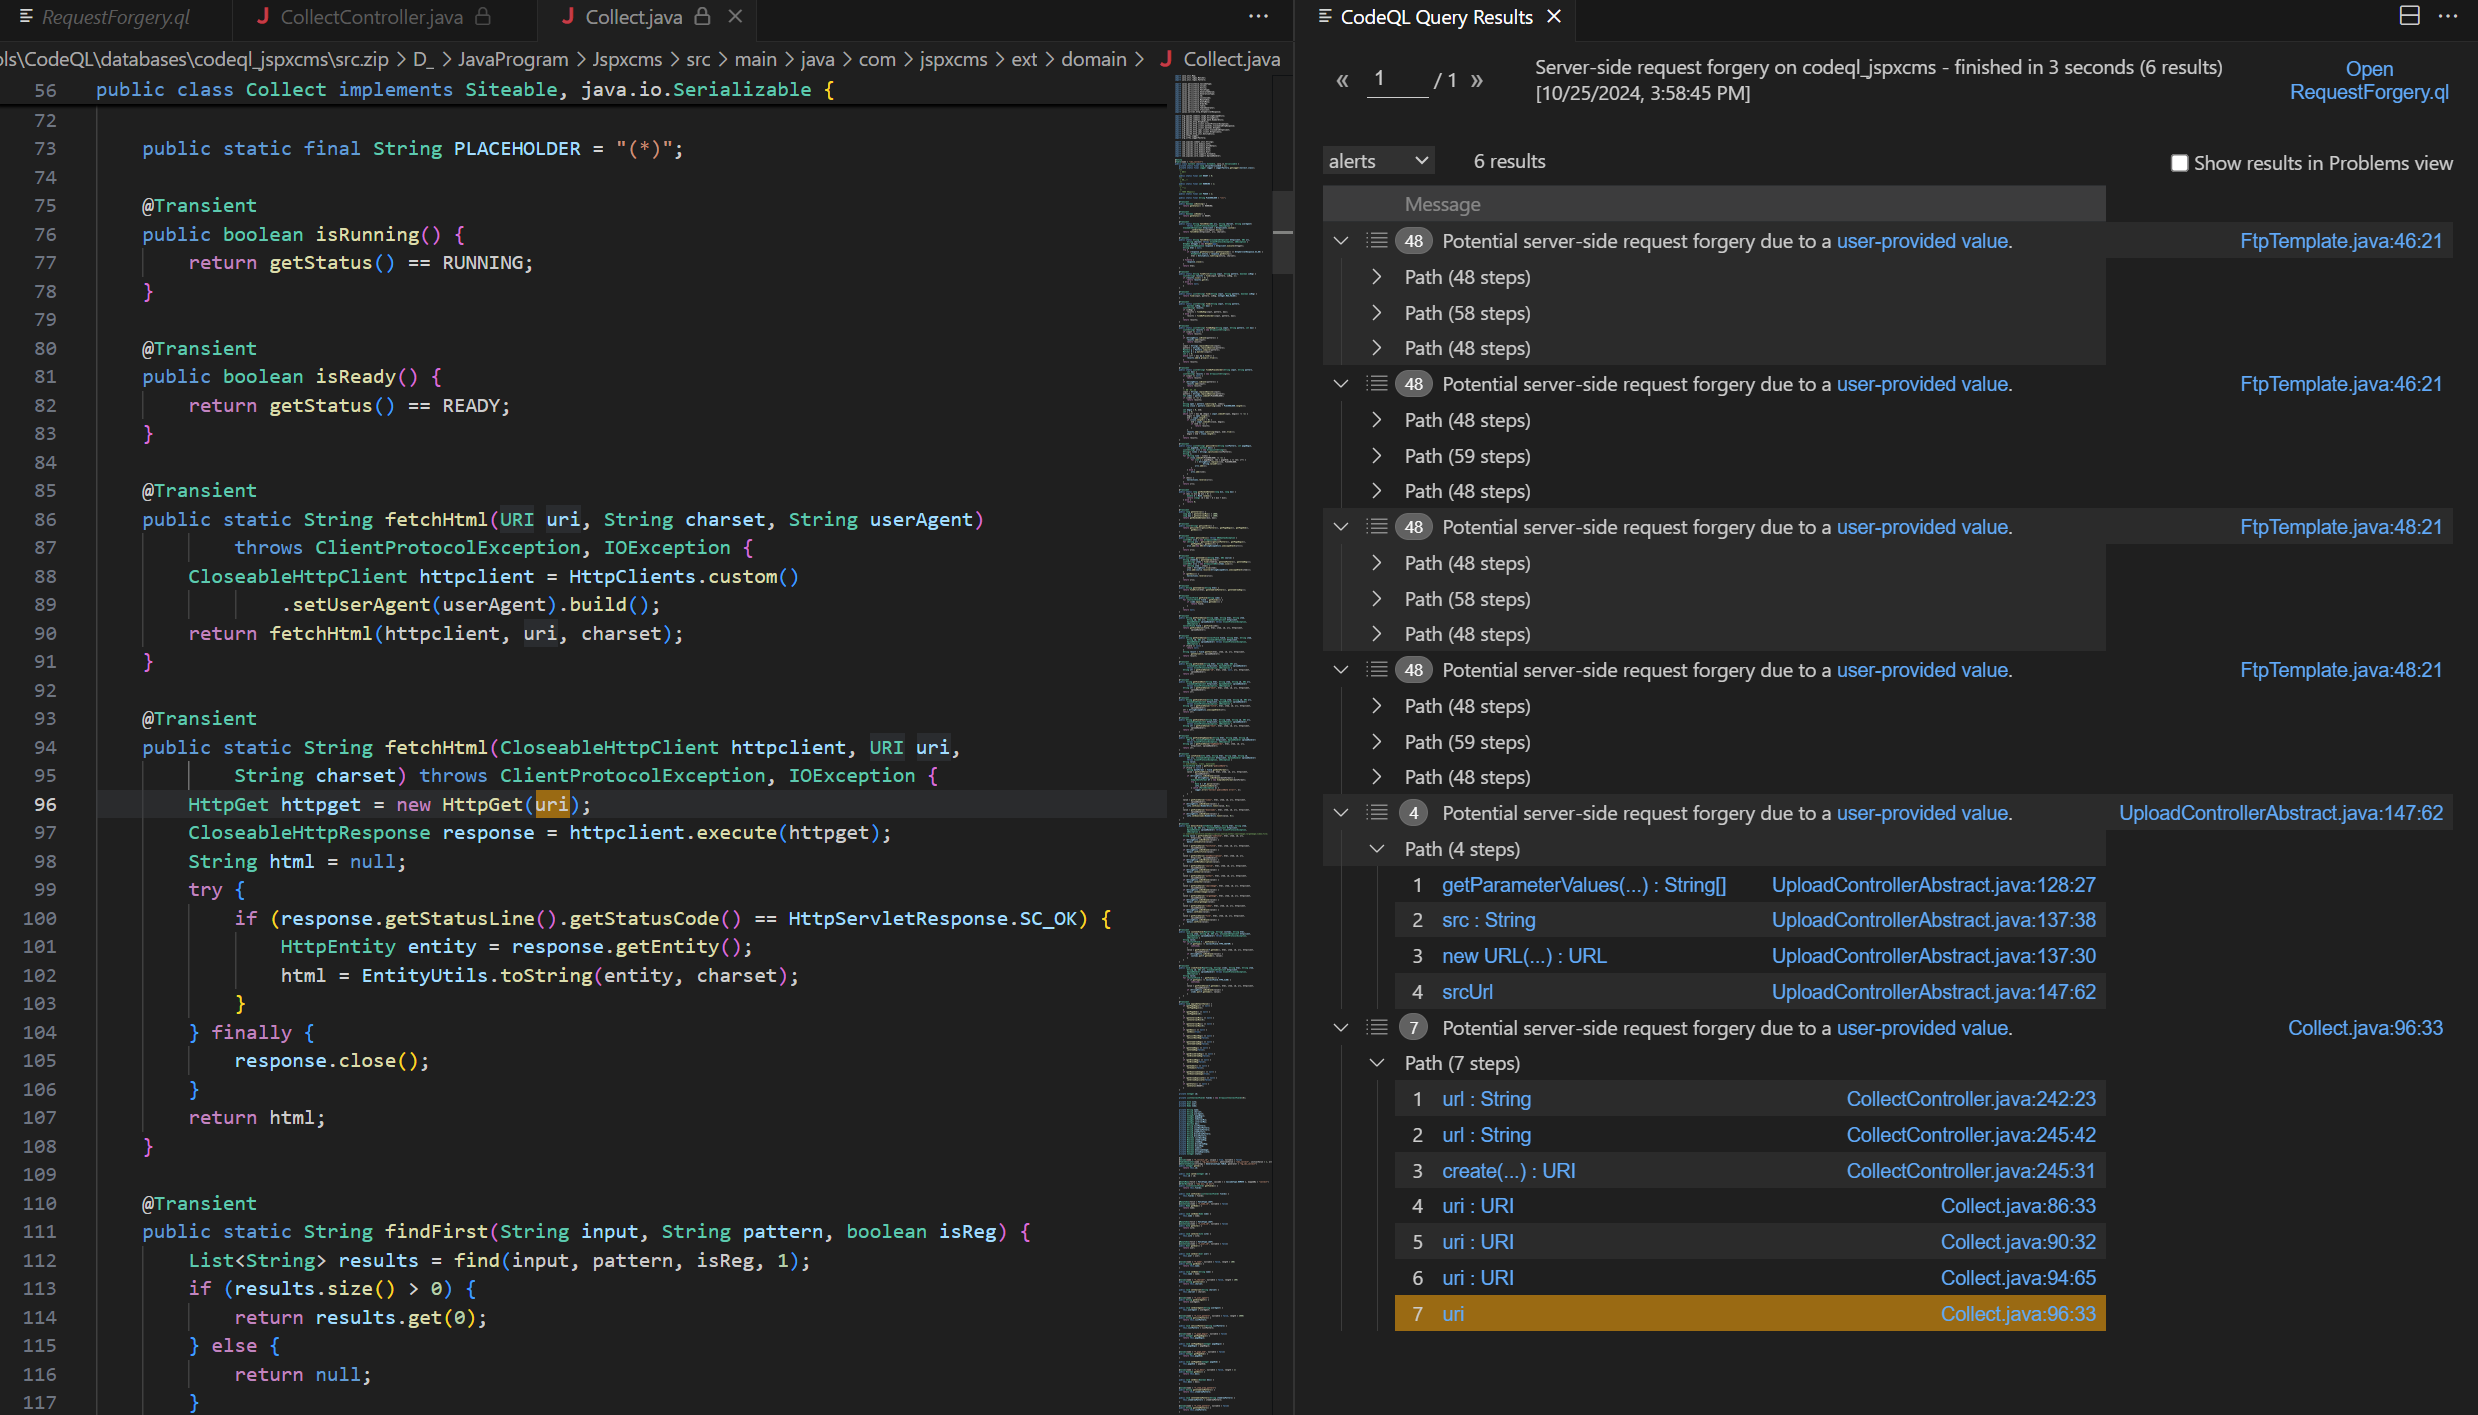 RequestForgery.ql
CollectController.java
Collect.java
CodeQL Query Results
ols\CodeQL\databases\codeql_jspxcms\src.zip > D_ > JavaProgram > Jspxcms > src > main > java > com > jspxcms > ext > domain > J Collect.java
56 public class Collect implements Siteable, java.io.Serializable {
72
73 public static final String PLACEHOLDER = "(*)";
74
75 @Transient
76 public boolean isRunning() {
77 return getStatus() == RUNNING;
78 }
79
80 @Transient
81 public boolean isReady() {
82 return getStatus() == READY;
83 }
84
85 @Transient
86 public static String fetchHtml(URI uri, String charset, String userAgent)
87 throws ClientProtocolException, IOException {
88 CloseableHttpClient httpclient = HttpClients.custom()
89 .setUserAgent(userAgent).build();
90 return fetchHtml(httpclient, uri, charset);
91 }
92
93 @Transient
94 public static String fetchHtml(CloseableHttpClient httpclient, URI uri,
95 String charset) throws ClientProtocolException, IOException {
96 HttpGet httpget = new HttpGet(uri);
97 CloseableHttpResponse response = httpclient.execute(httpget);
98 String html = null;
99 try {
100 if (response.getStatusLine().getStatusCode() == HttpServletResponse.SC_OK) {
101 HttpEntity entity = response.getEntity();
102 html = EntityUtils.toString(entity, charset);
103 }
104 } finally {
105 response.close();
106 }
107 return html;
108 }
109
110 @Transient
111 public static String findFirst(String input, String pattern, boolean isReg) {
112 List<String> results = find(input, pattern, isReg, 1);
113 if (results.size() > 0) {
114 return results.get(0);
115 } else {
116 return null;
117 }
« 1 / 1 »
Server-side request forgery on codeql_jspxcms - finished in 3 seconds (6 results)
[10/25/2024, 3:58:45 PM]
Open
RequestForgery.ql
alerts 6 results
Show results in Problems view
Message
48 Potential server-side request forgery due to a user-provided value. FtpTemplate.java:46:21
Path (48 steps)
Path (58 steps)
Path (48 steps)
48 Potential server-side request forgery due to a user-provided value. FtpTemplate.java:46:21
Path (48 steps)
Path (59 steps)
Path (48 steps)
48 Potential server-side request forgery due to a user-provided value. FtpTemplate.java:48:21
Path (48 steps)
Path (58 steps)
Path (48 steps)
48 Potential server-side request forgery due to a user-provided value. FtpTemplate.java:48:21
Path (48 steps)
Path (59 steps)
Path (48 steps)
4 Potential server-side request forgery due to a user-provided value. UploadControllerAbstract.java:147:62
Path (4 steps)
1 getParameterValues(...) : String[] UploadControllerAbstract.java:128:27
2 src : String UploadControllerAbstract.java:137:38
3 new URL(...) : URL UploadControllerAbstract.java:137:30
4 srcUrl UploadControllerAbstract.java:147:62
7 Potential server-side request forgery due to a user-provided value. Collect.java:96:33
Path (7 steps)
1 url : String CollectController.java:242:23
2 url : String CollectController.java:245:42
3 create(...) : URI CollectController.java:245:31
4 uri : URI Collect.java:86:33
5 uri : URI Collect.java:90:32
6 uri : URI Collect.java:94:65
7 uri Collect.java:96:33